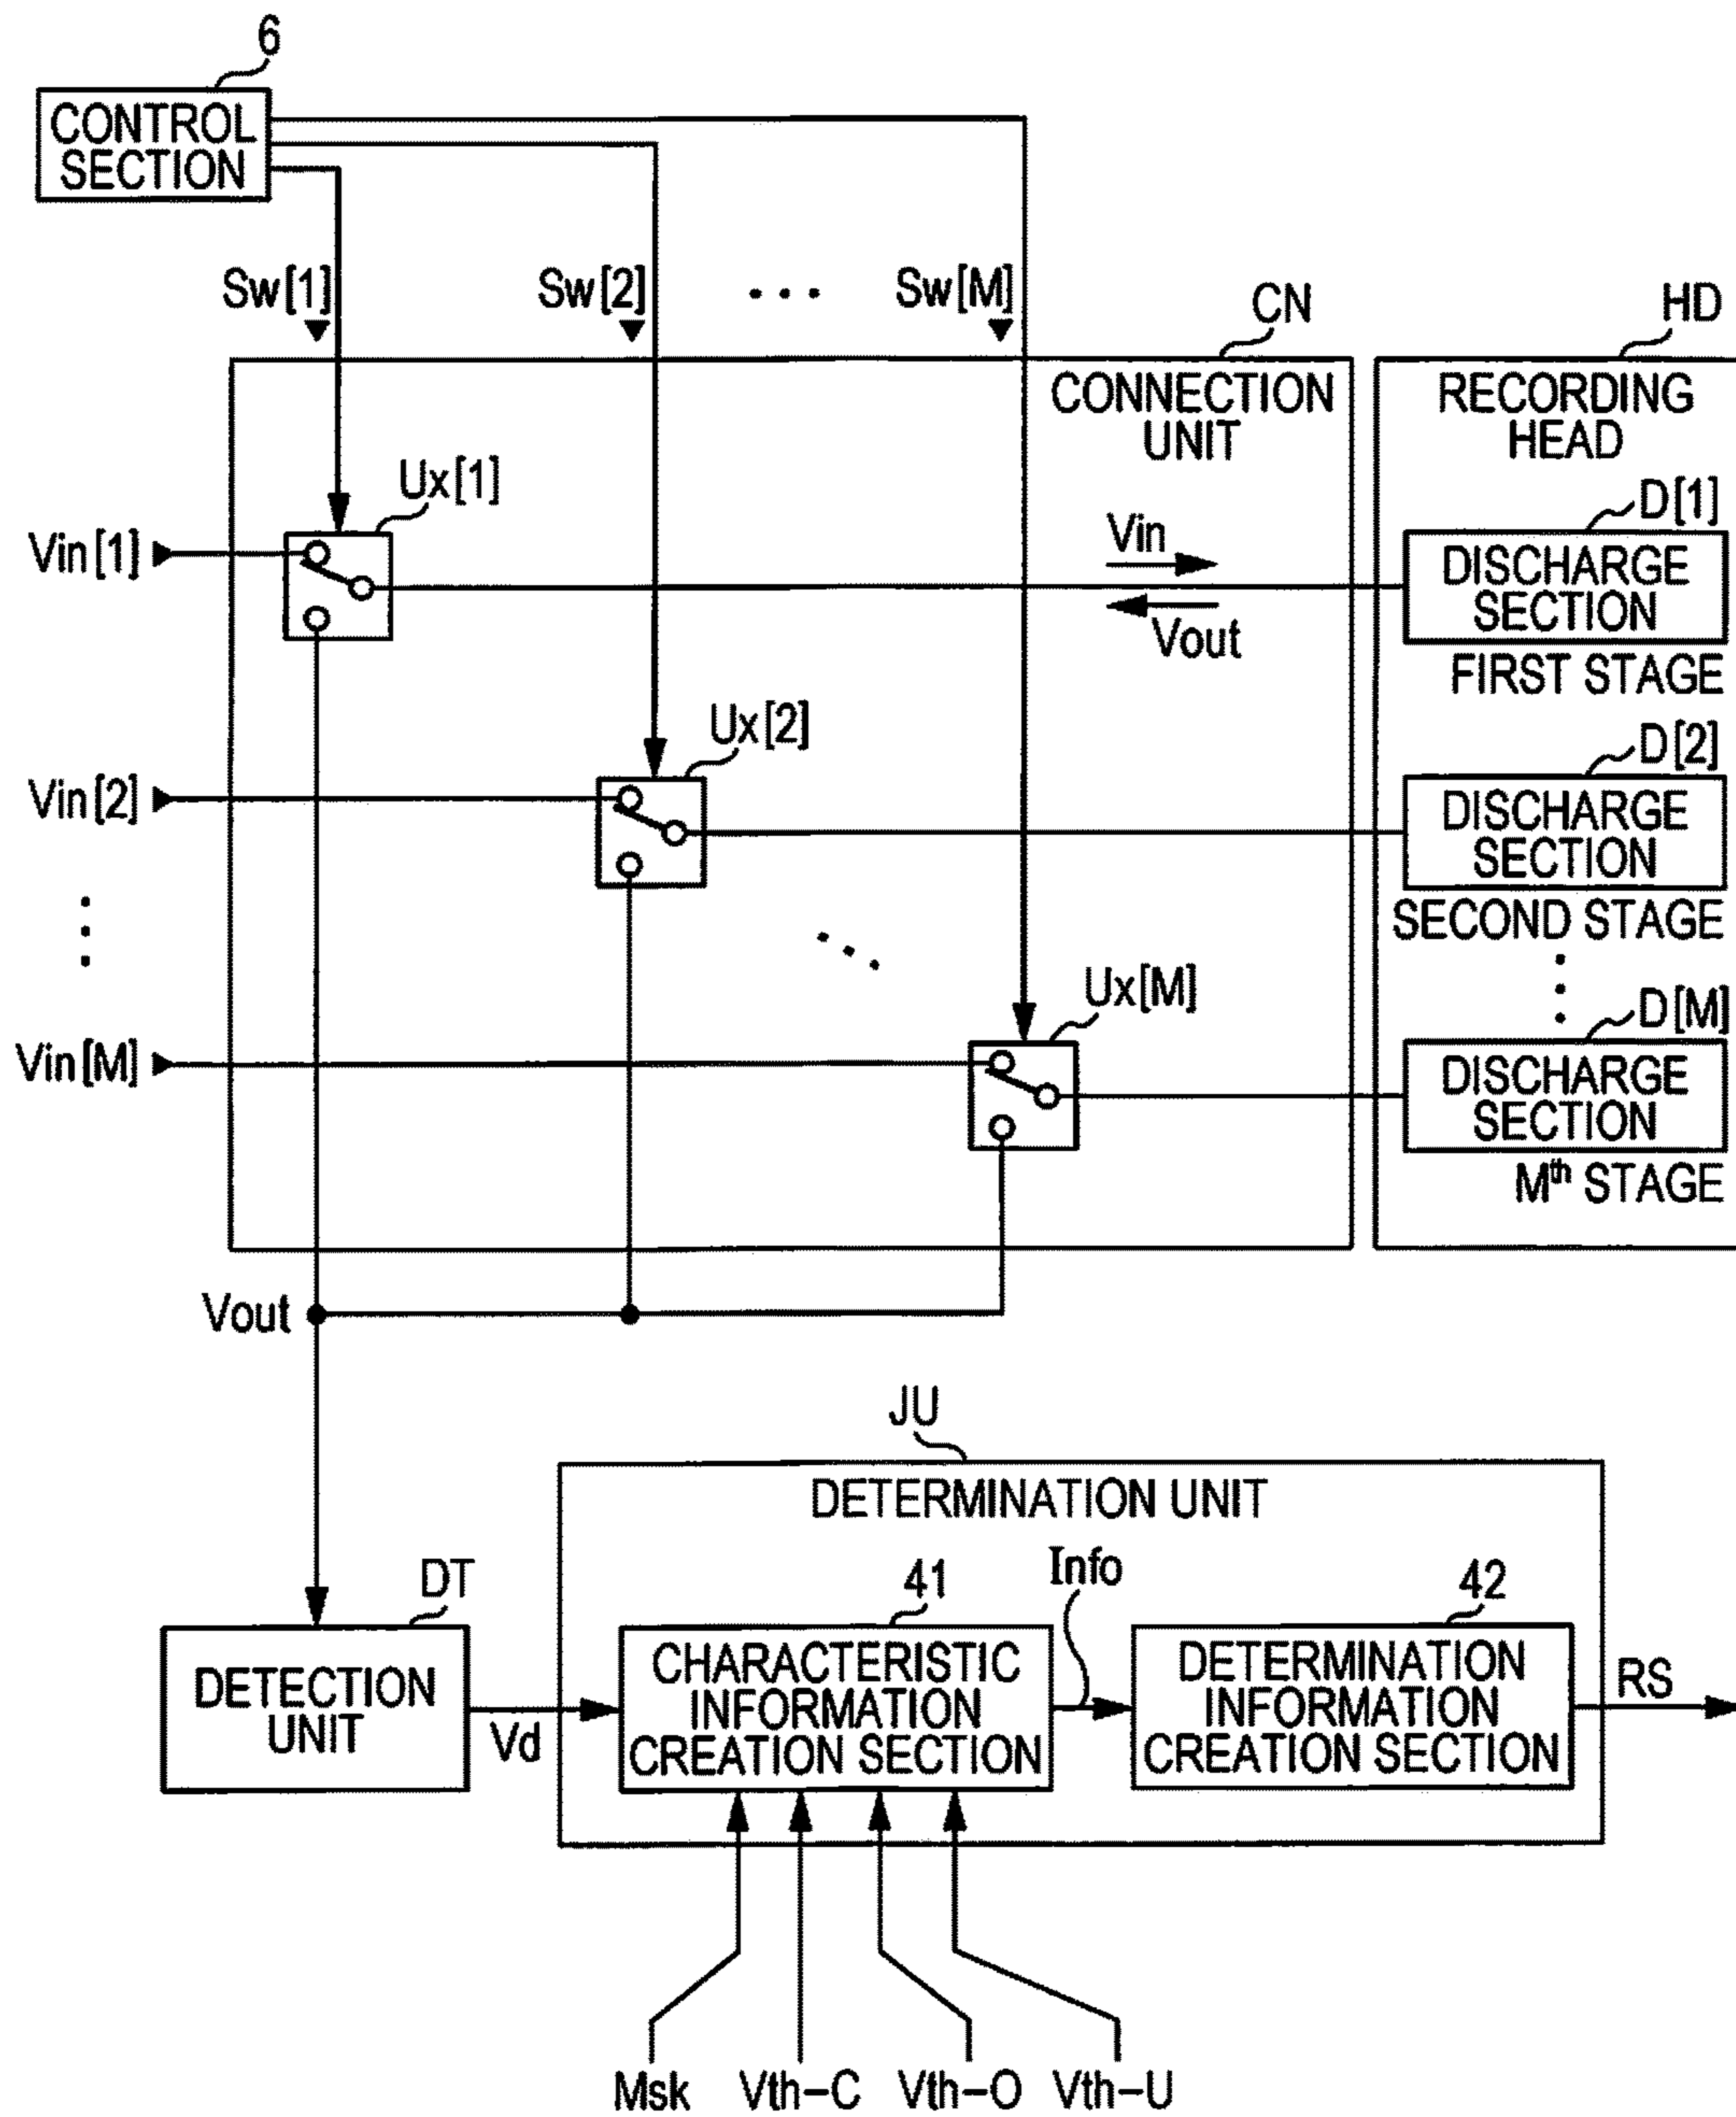 6
CONTROL
SECTION
Sw[1]
Sw[2]
...
Sw[M]
CN
HD
CONNECTION
UNIT
RECORDING
HEAD
Ux[1]
Vin[1]
Vin
Vout
D[1]
DISCHARGE
SECTION
FIRST STAGE
Ux[2]
Vin[2]
D[2]
DISCHARGE
SECTION
SECOND STAGE
Ux[M]
Vin[M]
D[M]
DISCHARGE
SECTION
Mth STAGE
Vout
JU
DETERMINATION UNIT
DT
41
Info
42
DETECTION
UNIT
Vd
CHARACTERISTIC
INFORMATION
CREATION SECTION
DETERMINATION
INFORMATION
CREATION SECTION
RS
Msk
Vth-C
Vth-O
Vth-U